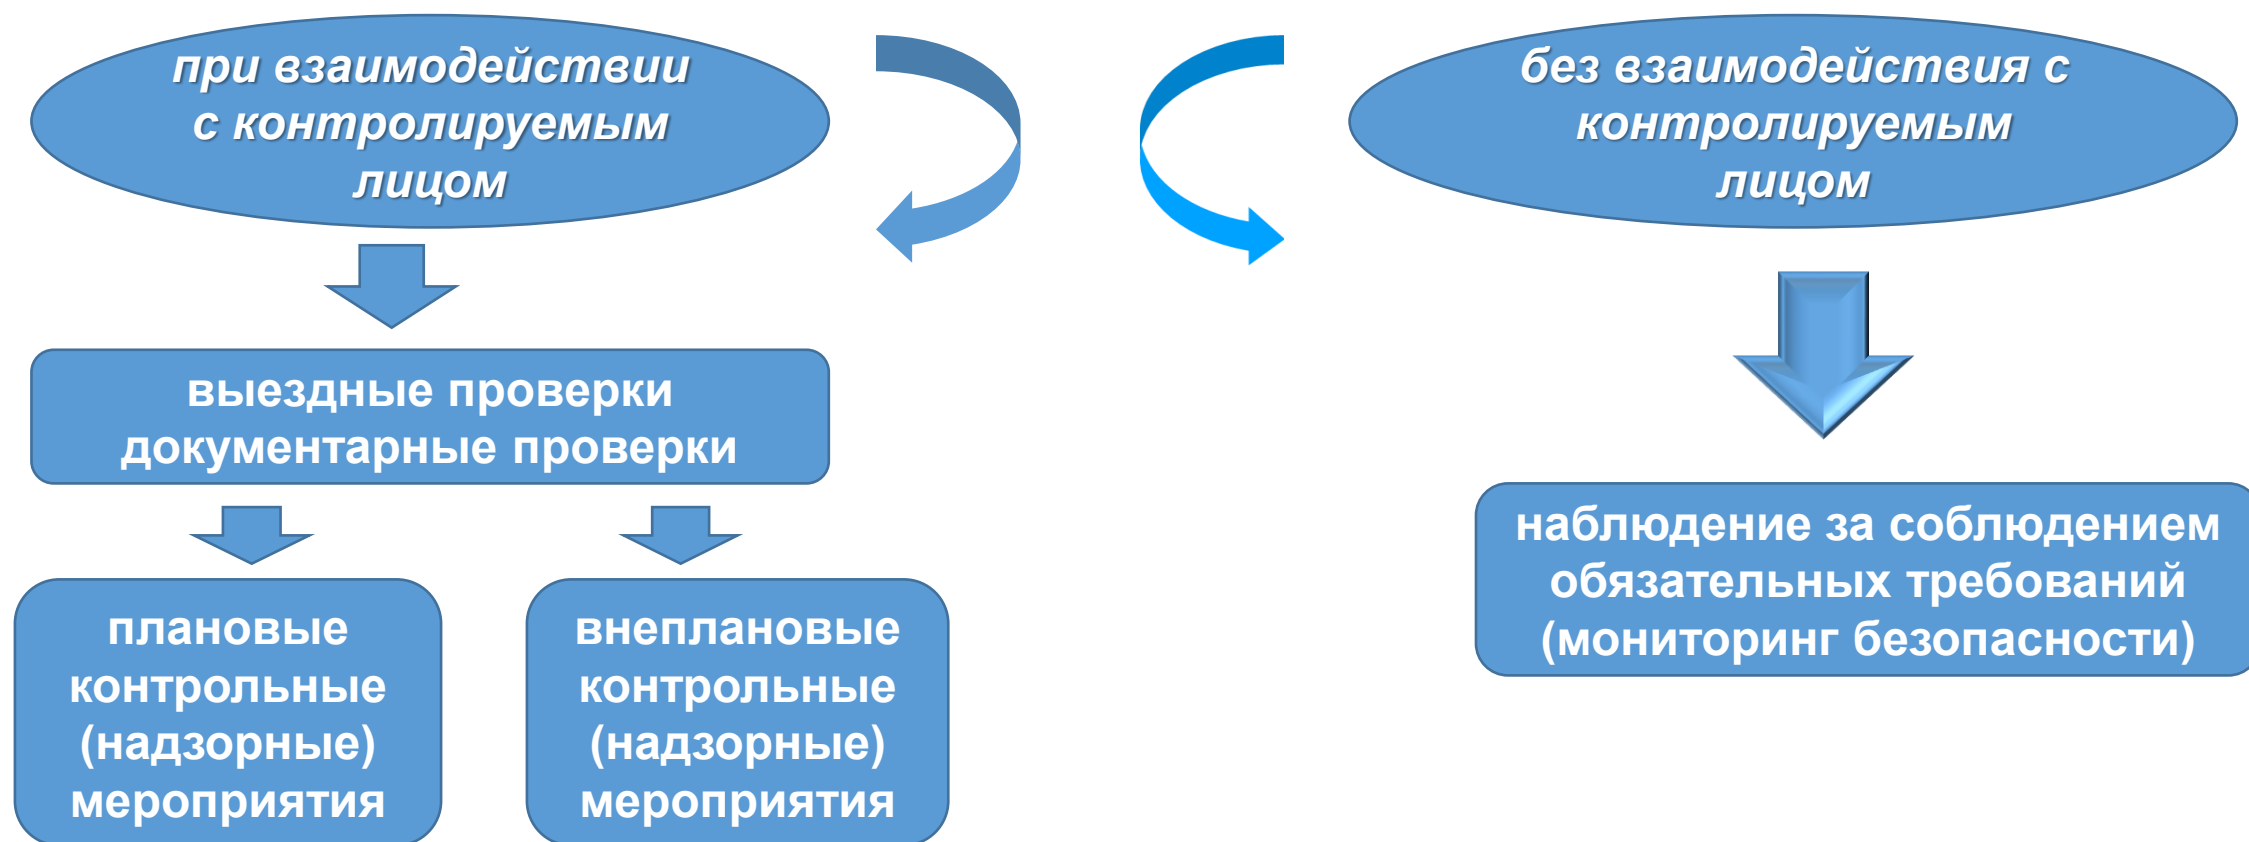 при взаимодействии
с контролируемым
лицом
без взаимодействия с
контролируемым
лицом
выездные проверки
документарные проверки
плановые
контрольные
(надзорные)
мероприятия
внеплановые
контрольные
(надзорные)
мероприятия
наблюдение за соблюдением
обязательных требований
(мониторинг безопасности)